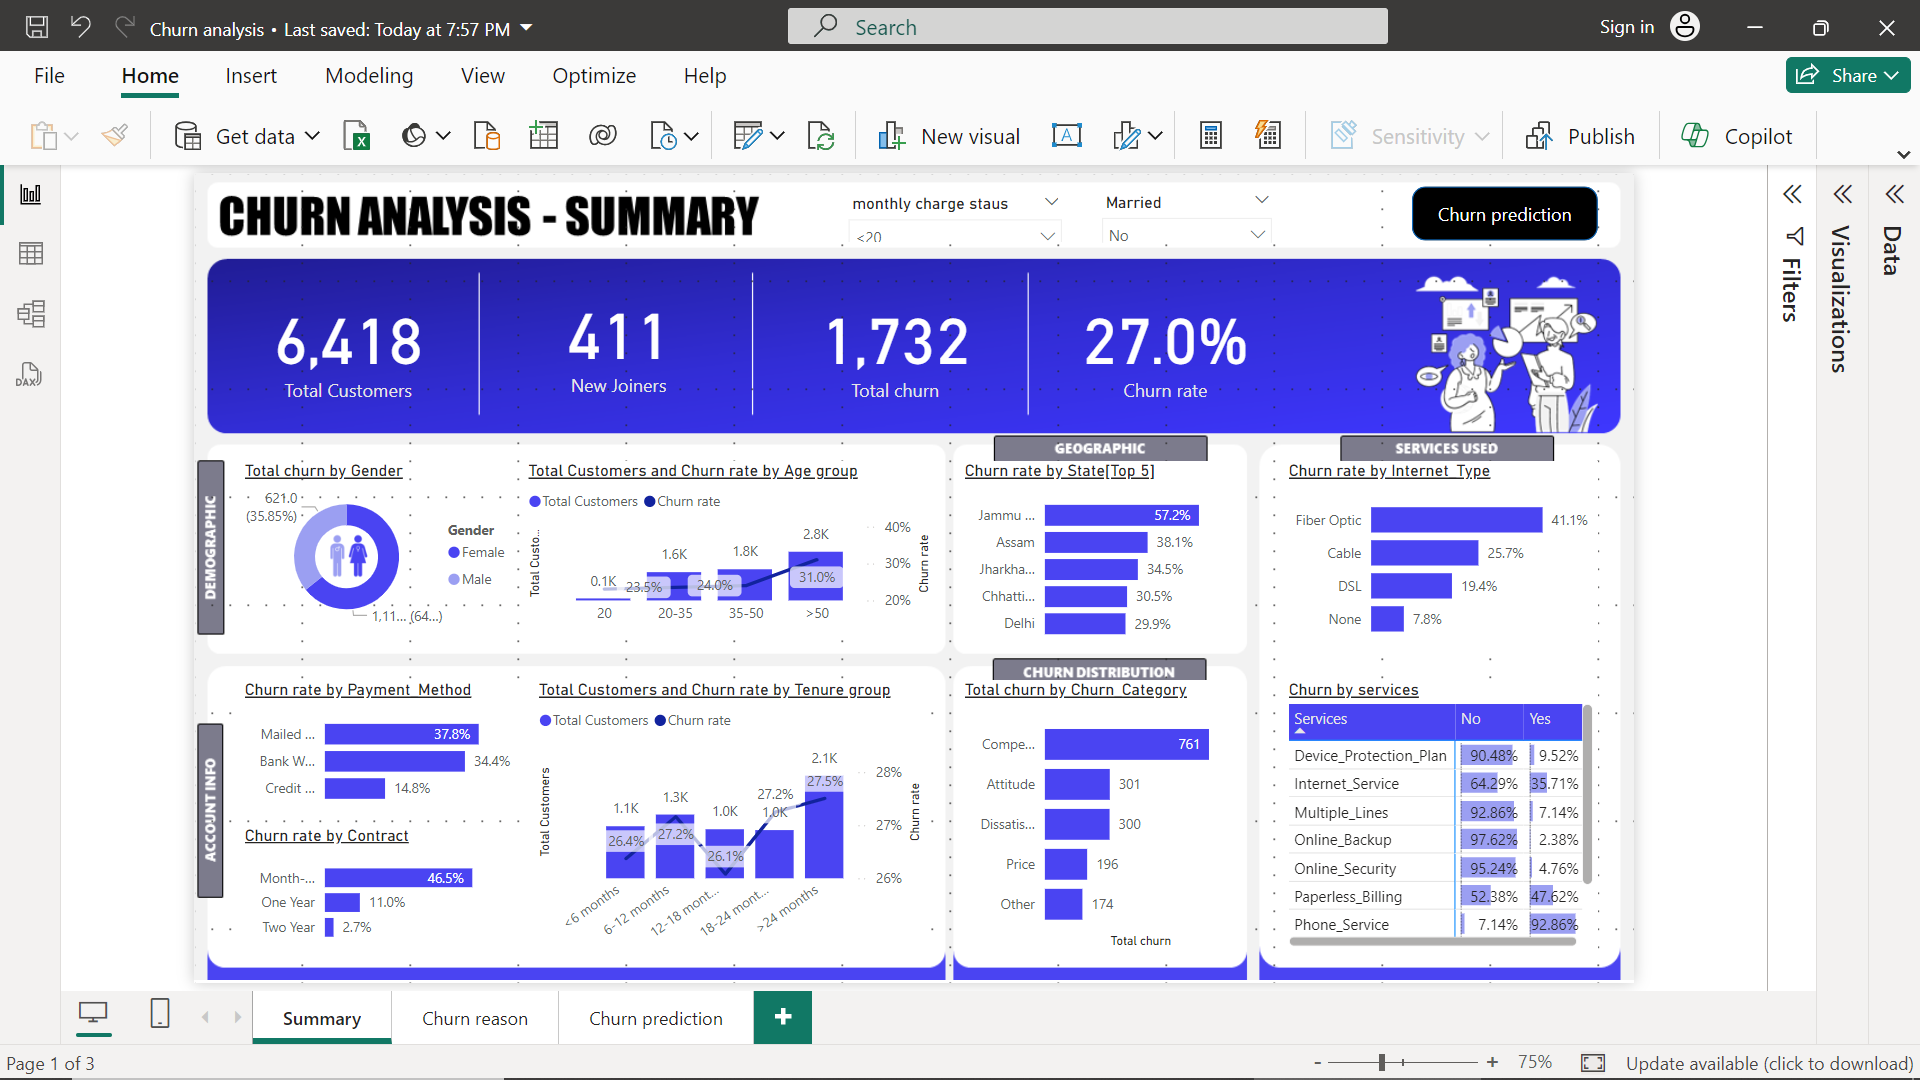 Churn analysis • Last saved: Today at 7:57 PM
Search
Sign in
File Home Insert Modeling View Optimize Help
Share
Get data
New visual
Sensitivity
Publish
Copilot
CHURN ANALYSIS - SUMMARY
monthly charge staus
<20
Married
No
Churn prediction
6,418
Total Customers
411
New Joiners
1,732
Total churn
27.0%
Churn rate
DEMOGRAPHIC
Total churn by Gender
621.0
(35.85%)
1,11... (64...)
Gender
Female
Male
Total Customers and Churn rate by Age group
Total Customers Churn rate
Total Custo...
0.1K
1.6K
1.8K
2.8K
23.5%
24.0%
31.0%
20 20-35 35-50 >50
40%
30%
20%
Churn rate
GEOGRAPHIC
Churn rate by State[Top 5]
Jammu ... 57.2%
Assam 38.1%
Jharkha... 34.5%
Chhatti... 30.5%
Delhi 29.9%
SERVICES USED
Churn rate by Internet_Type
Fiber Optic 41.1%
Cable 25.7%
DSL 19.4%
None 7.8%
ACCOUNT INFO
Churn rate by Payment_Method
Mailed ... 37.8%
Bank W... 34.4%
Credit ... 14.8%
Churn rate by Contract
Month-... 46.5%
One Year 11.0%
Two Year 2.7%
Total Customers and Churn rate by Tenure group
Total Customers Churn rate
Total Customers
1.1K
1.3K
1.0K
1.0K
2.1K
26.4%
27.2%
26.1%
27.2%
27.5%
<6 months
6-12 months
12-18 mont...
18-24 mont...
>24 months
28%
27%
26%
Churn rate
CHURN DISTRIBUTION
Total churn by Churn_Category
Compe... 761
Attitude 301
Dissatis... 300
Price 196
Other 174
Total churn
Churn by services
Services No Yes
Device_Protection_Plan 90.48% 9.52%
Internet_Service 64.29% 35.71%
Multiple_Lines 92.86% 7.14%
Online_Backup 97.62% 2.38%
Online_Security 95.24% 4.76%
Paperless_Billing 52.38% 47.62%
Phone_Service 7.14% 92.86%
Filters
Visualizations
Data
DAX
Summary
Churn reason
Churn prediction
+
Page 1 of 3
- + 75%
Update available (click to download)